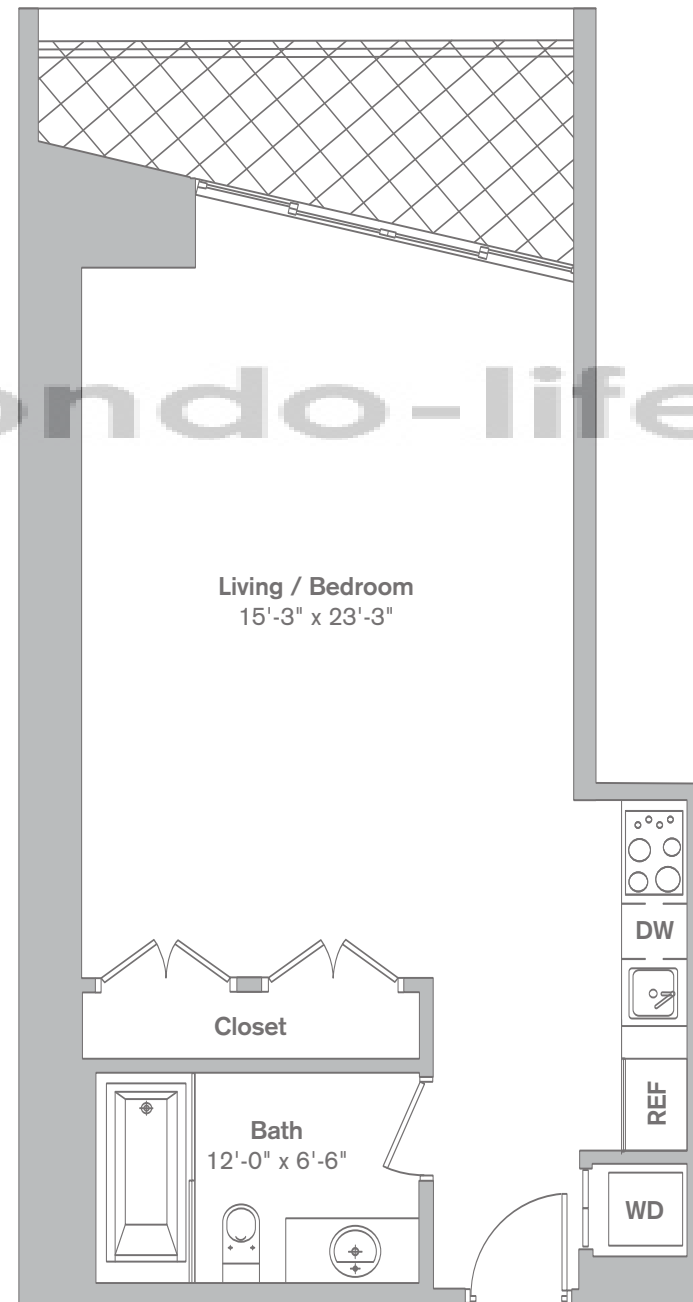 ondo-life
Living / Bedroom
15'-3" x 23'-3"
DW
Closet
REF
Bath
12'-0" x 6'-6"
WD